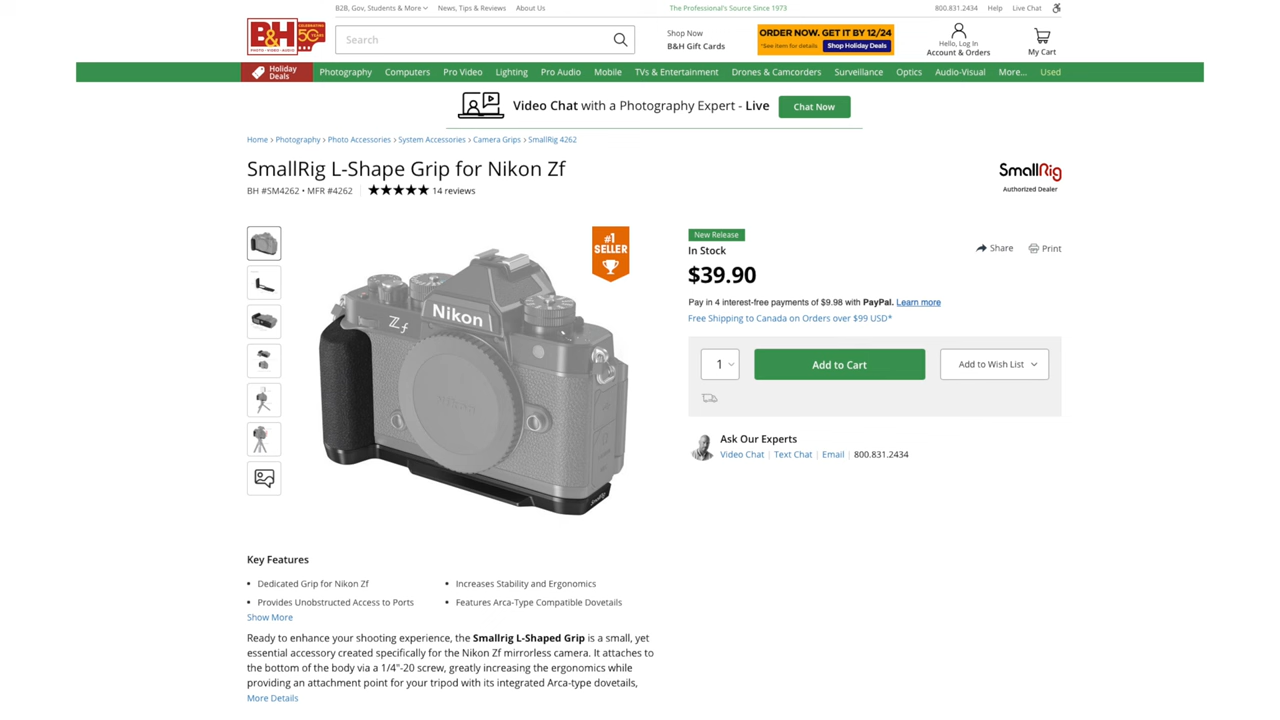 B2B, Gov, Students & More
News, Tips & Reviews
About Us
The Professional's Source Since 1973
800.831.2434
Help
Live Chat
B&H
PHOTO • VIDEO • AUDIO
CELEBRATING
50 YEARS
Search
Shop Now
B&H Gift Cards
ORDER NOW. GET IT BY 12/24
*See item for details
Shop Holiday Deals
Hello, Log In
Account & Orders
My Cart
Holiday Deals
Photography
Computers
Pro Video
Lighting
Pro Audio
Mobile
TVs & Entertainment
Drones & Camcorders
Surveillance
Optics
Audio-Visual
More...
Used
Video Chat with a Photography Expert - Live
Chat Now
Home > Photography > Photo Accessories > System Accessories > Camera Grips > SmallRig 4262
SmallRig L-Shape Grip for Nikon Zf
BH #SM4262 • MFR #4262
14 reviews
SmallRig
Authorized Dealer
#1
SELLER
Nikon
Zf
Nikon
SmallRig
New Release
In Stock
Share
Print
$39.90
Pay in 4 interest-free payments of $9.98 with PayPal. Learn more
Free Shipping to Canada on Orders over $99 USD*
1
Add to Cart
Add to Wish List
Ask Our Experts
Video Chat | Text Chat | Email | 800.831.2434
Key Features
Dedicated Grip for Nikon Zf
Increases Stability and Ergonomics
Provides Unobstructed Access to Ports
Features Arca-Type Compatible Dovetails
Show More
Ready to enhance your shooting experience, the Smallrig L-Shaped Grip is a small, yet
essential accessory created specifically for the Nikon Zf mirrorless camera. It attaches to
the bottom of the body via a 1/4"-20 screw, greatly increasing the ergonomics while
providing an attachment point for your tripod with its integrated Arca-type dovetails,
More Details